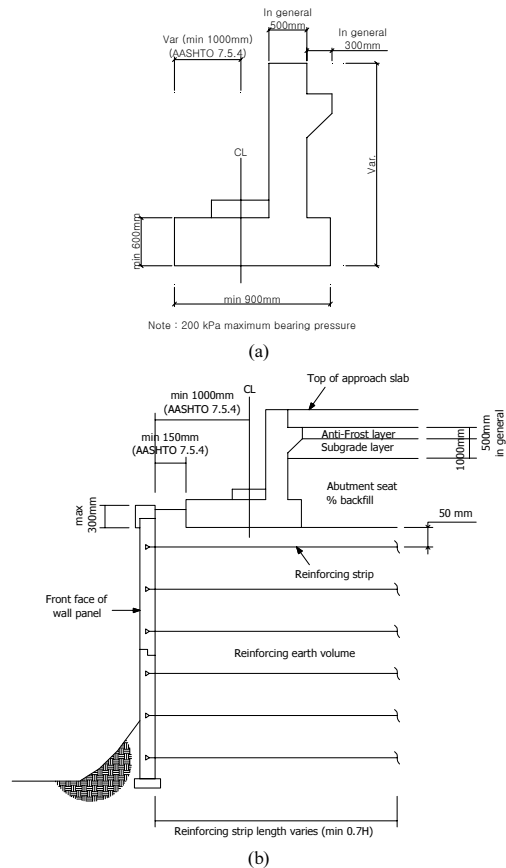 In general
500mm
In general
300mm
Var (min 1000mm)
(AASHTO 7.5.4)
CL
Var.
min 600mm
min 900mm
Note : 200 kPa maximum bearing pressure
(a)
CL
Top of approach slab
min 1000mm
(AASHTO 7.5.4)
min 150mm
(AASHTO 7.5.4)
Anti-Frost layer
Subgrade layer
1000mm
500mm
in general
max
300mm
Abutment seat
% backfill
50 mm
Reinforcing strip
Front face of
wall panel
Reinforcing earth volume
Reinforcing strip length varies (min 0.7H)
(b)